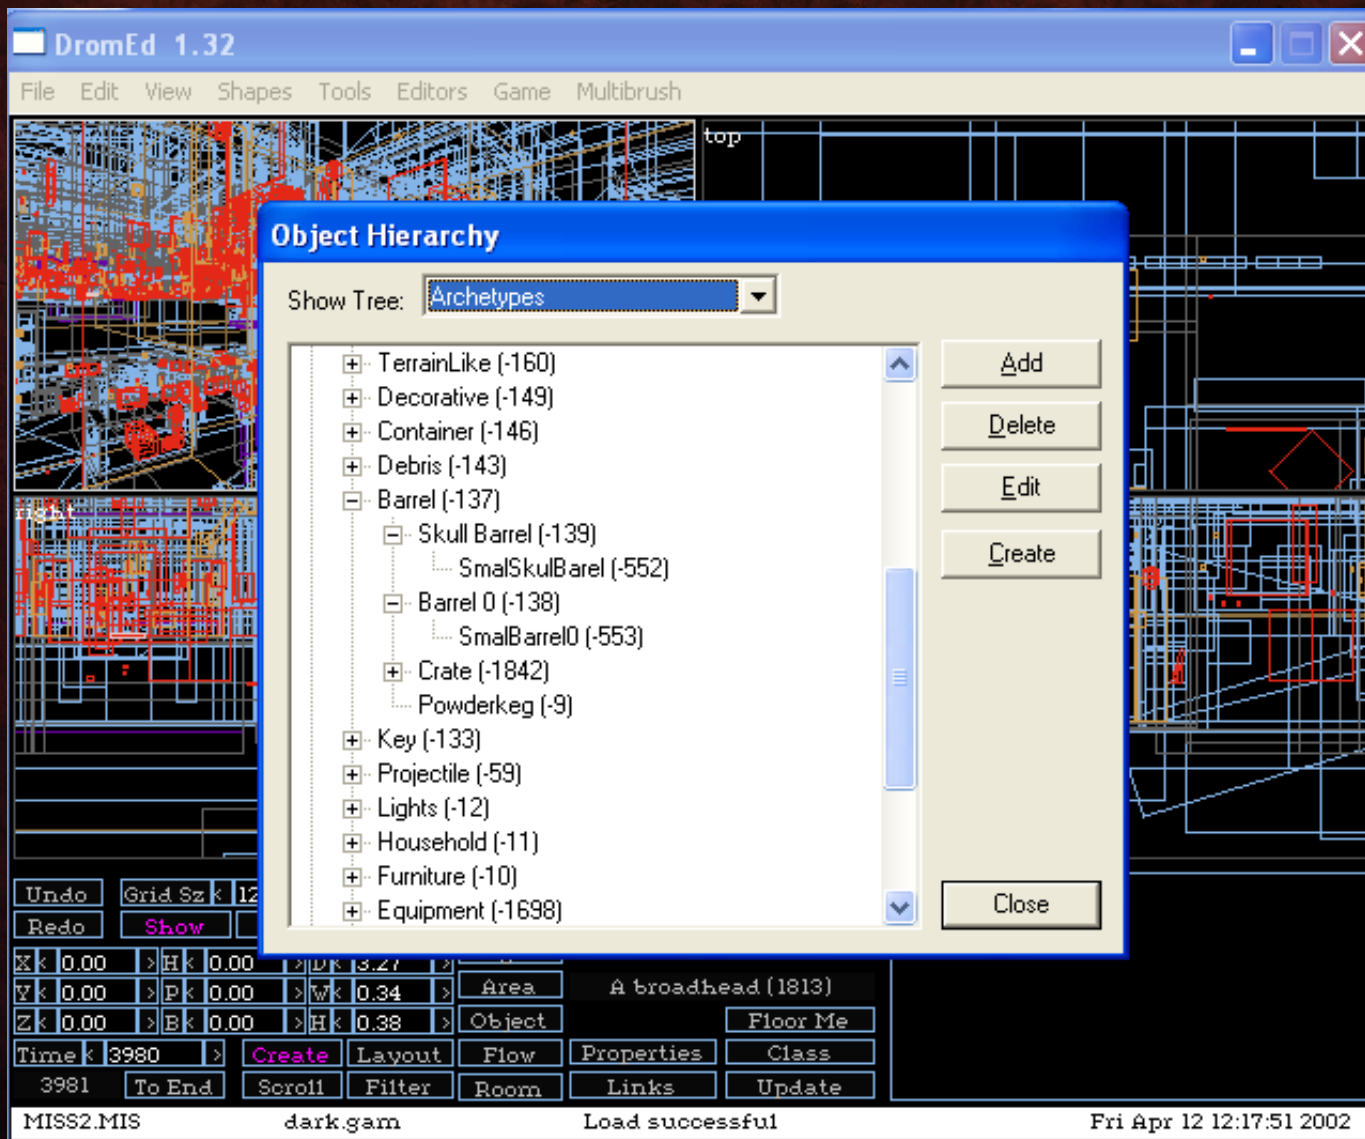 DromEd 1.32
File Edit View Shapes Tools Editors Game Multibrush
top
Object Hierarchy
Show Tree: Archetypes
TerrainLike (-160)
Decorative (-149)
Container (-146)
Debris (-143)
Barrel (-137)
Skull Barrel (-139)
SmalSkulBarel (-552)
Barrel 0 (-138)
SmalBarrel0 (-553)
Crate (-1842)
Powderkeg (-9)
Key (-133)
Projectile (-59)
Lights (-12)
Household (-11)
Furniture (-10)
Equipment (-1698)
Add
Delete
Edit
Create
Close
right
Undo Grid Sz < 12
Redo Show
X < 0.00 > H < 0.00 > D < 3.27 >
Y < 0.00 > P < 0.00 > W < 0.34 > Area A broadhead (1813)
Z < 0.00 > B < 0.00 > H < 0.38 > Object Floor Me
Time < 3980 > Create Layout Flow Properties Class
3981 To End Scroll Filter Room Links Update
MISS2.MIS dark.gam Load successful Fri Apr 12 12:17:51 2002